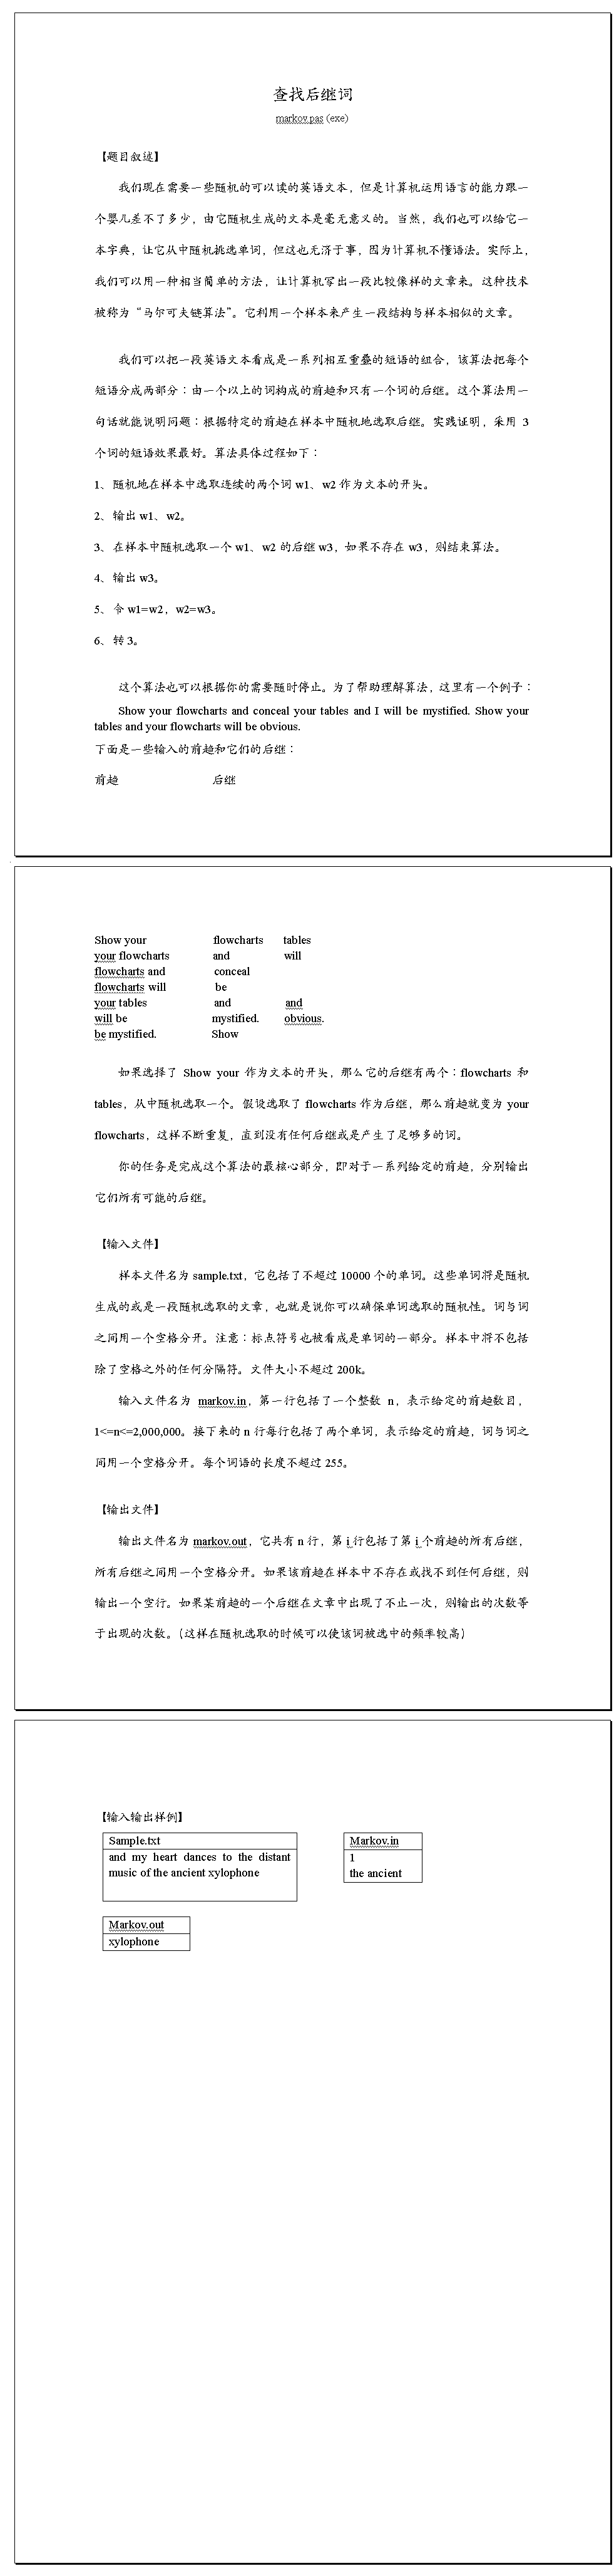 查找后继词
markov.pas (exe)
【题目叙述】
我们现在需要一些随机的可以读的英语文本，但是计算机运用语言的能力跟一
个婴儿差不了多少，由它随机生成的文本是毫无意义的。当然，我们也可以给它一
本字典，让它从中随机挑选单词，但这也无济于事，因为计算机不懂语法。实际上，
我们可以用一种相当简单的方法，让计算机写出一段比较像样的文章来。这种技术
被称为“马尔可夫链算法”。它利用一个样本来产生一段结构与样本相似的文章。
我们可以把一段英语文本看成是一系列相互重叠的短语的组合，该算法把每个
短语分成两部分：由一个以上的词构成的前趋和只有一个词的后继。这个算法用一
句话就能说明问题：根据特定的前趋在样本中随机地选取后继。实践证明，采用 3
个词的短语效果最好。算法具体过程如下：
1、随机地在样本中选取连续的两个词 w1、w2 作为文本的开头。
2、输出 w1、w2。
3、在样本中随机选取一个 w1、w2 的后继 w3，如果不存在 w3，则结束算法。
4、输出 w3。
5、令 w1=w2，w2=w3。
6、转 3。
这个算法也可以根据你的需要随时停止。为了帮助理解算法，这里有一个例子：
Show your flowcharts and conceal your tables and I will be mystified. Show your
tables and your flowcharts will be obvious.
下面是一些输入的前趋和它们的后继：
前趋 后继
Show your flowcharts tables
your flowcharts and will
flowcharts and conceal
flowcharts will be
your tables and and
will be mystified. obvious.
be mystified. Show
如果选择了 Show your 作为文本的开头，那么它的后继有两个：flowcharts 和
tables，从中随机选取一个。假设选取了 flowcharts 作为后继，那么前趋就变为 your
flowcharts，这样不断重复，直到没有任何后继或是产生了足够多的词。
你的任务是完成这个算法的最核心部分，即对于一系列给定的前趋，分别输出
它们所有可能的后继。
【输入文件】
样本文件名为 sample.txt，它包括了不超过 10000 个的单词。这些单词将是随机
生成的或是一段随机选取的文章，也就是说你可以确保单词选取的随机性。词与词
之间用一个空格分开。注意：标点符号也被看成是单词的一部分。样本中将不包括
除了空格之外的任何分隔符。文件大小不超过 200k。
输入文件名为 markov.in，第一行包括了一个整数 n，表示给定的前趋数目，
1<=n<=2,000,000。接下来的 n 行每行包括了两个单词，表示给定的前趋，词与词之
间用一个空格分开。每个词语的长度不超过 255。
【输出文件】
输出文件名为 markov.out，它共有 n 行，第 i 行包括了第 i 个前趋的所有后继，
所有后继之间用一个空格分开。如果该前趋在样本中不存在或找不到任何后继，则
输出一个空行。如果某前趋的一个后继在文章中出现了不止一次，则输出的次数等
于出现的次数。（这样在随机选取的时候可以使该词被选中的频率较高）
【输入输出样例】
Sample.txt
and my heart dances to the distant
music of the ancient xylophone
Markov.in
1
the ancient
Markov.out
xylophone